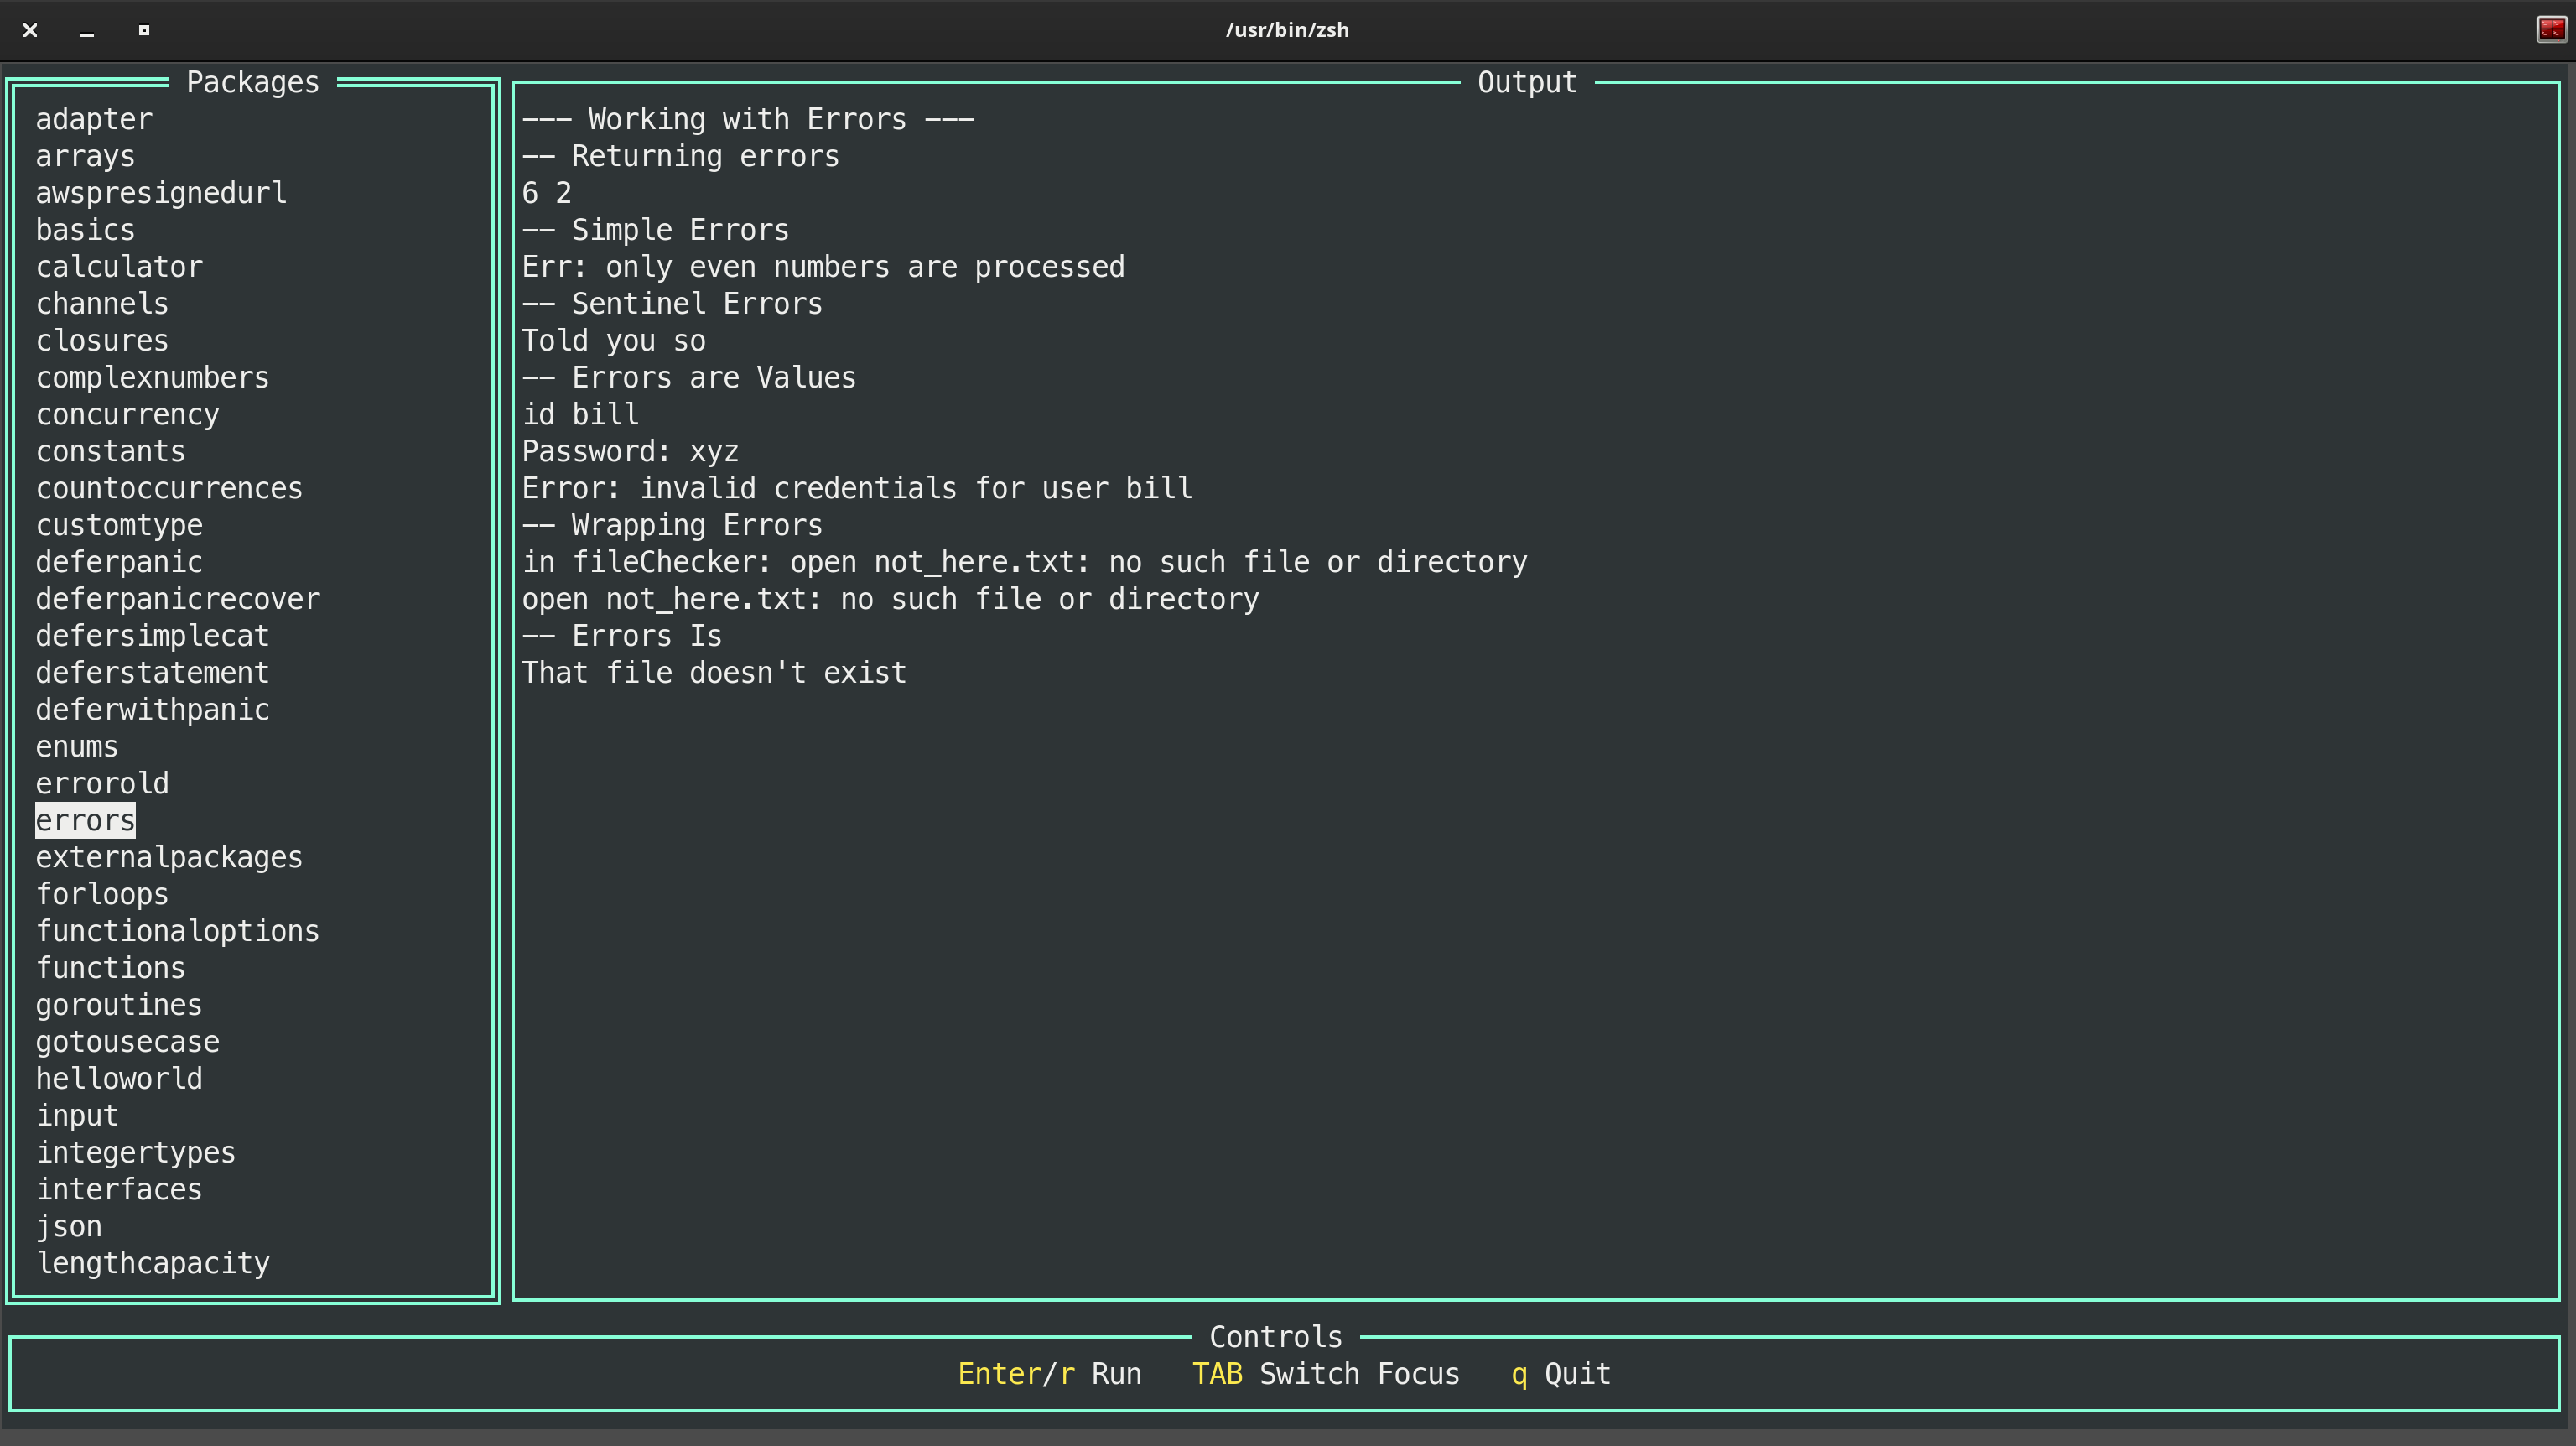 /usr/bin/zsh
Packages
adapter
arrays
awspresignedurl
basics
calculator
channels
closures
complexnumbers
concurrency
constants
countoccurrences
customtype
deferpanic
deferpanicrecover
defersimplecat
deferstatement
deferwithpanic
enums
errorold
errors
externalpackages
forloops
functionaloptions
functions
goroutines
gotousecase
helloworld
input
integertypes
interfaces
json
lengthcapacity
Output
--- Working with Errors ---
-- Returning errors
6 2
-- Simple Errors
Err: only even numbers are processed
-- Sentinel Errors
Told you so
-- Errors are Values
id bill
Password: xyz
Error: invalid credentials for user bill
-- Wrapping Errors
in fileChecker: open not_here.txt: no such file or directory
open not_here.txt: no such file or directory
-- Errors Is
That file doesn't exist
Controls
Enter/r Run TAB Switch Focus q Quit